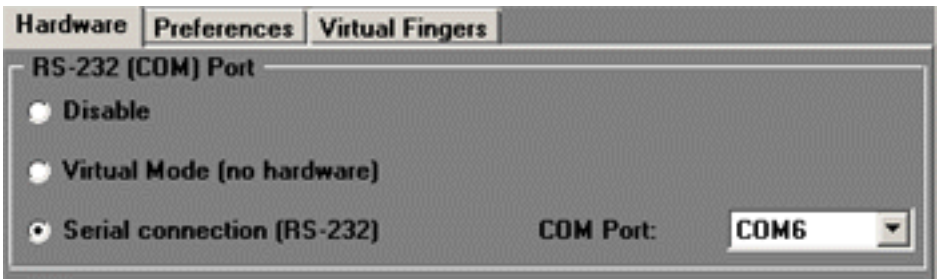 Hardware Preferences Virtual Fingers
RS-232 (COM) Port
Disable
Virtual Mode (no hardware)
Serial connection (RS-232) COM Port: COM6